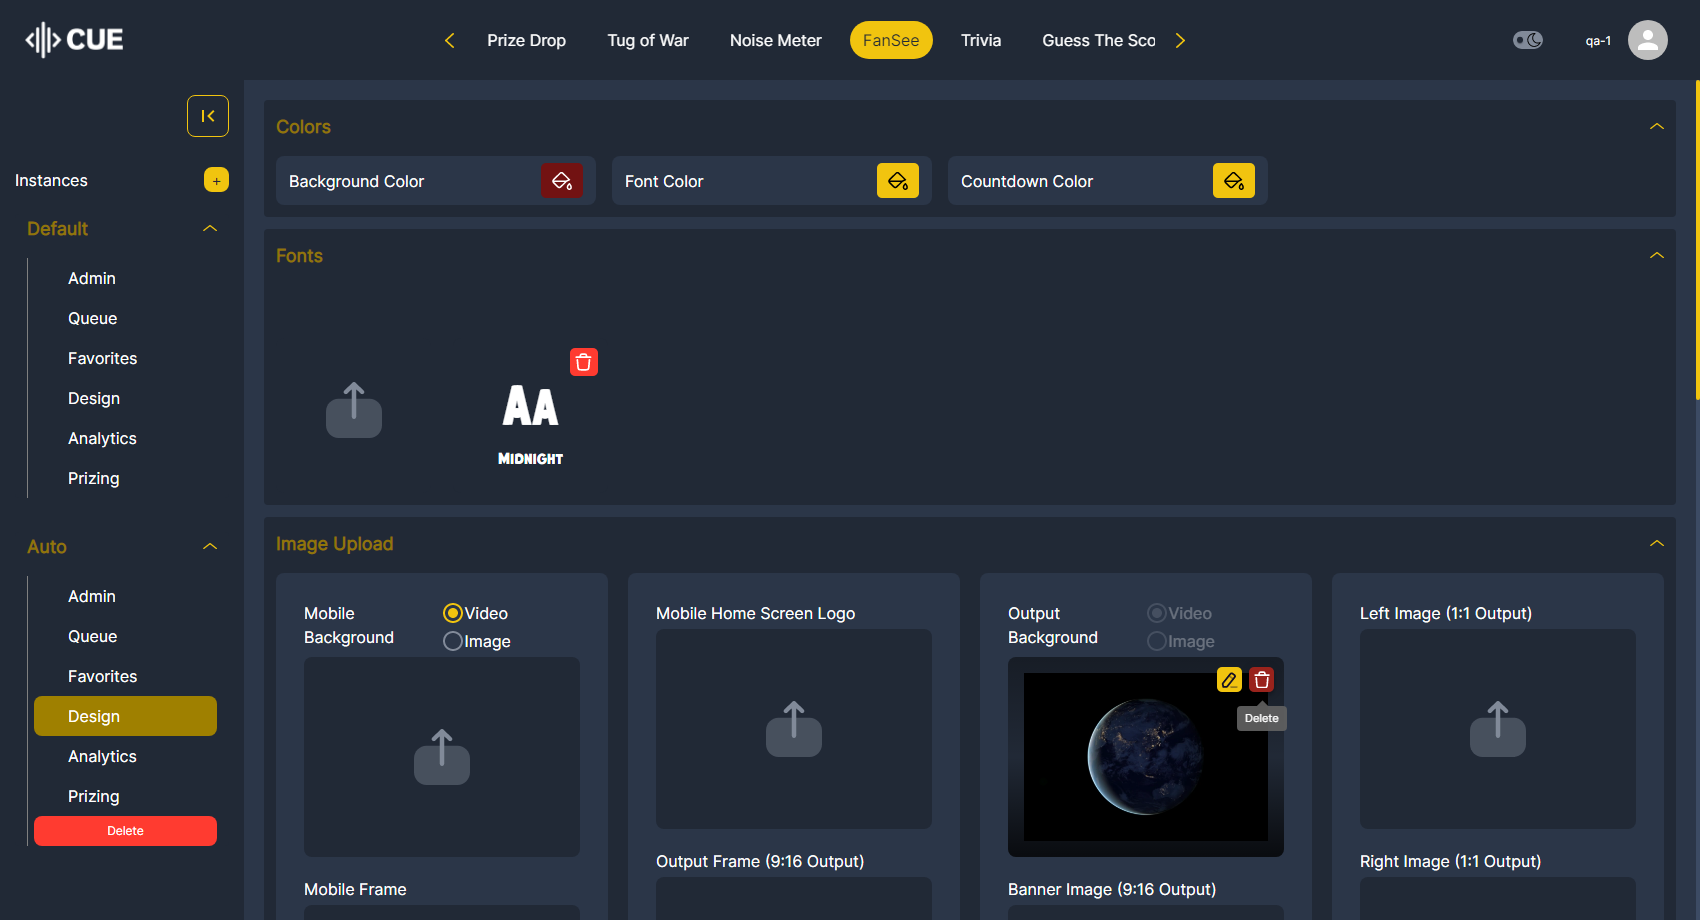 CUE
Prize Drop
Tug of War
Noise Meter
FanSee
Trivia
Guess The Sco
qa-1
Instances
+
Default
Admin
Queue
Favorites
Design
Analytics
Prizing
Auto
Admin
Queue
Favorites
Design
Analytics
Prizing
Delete
Colors
Background Color
Font Color
Countdown Color
Fonts
AA
MIDNIGHT
Image Upload
Mobile
Background
Video
Image
Mobile Home Screen Logo
Output
Background
Video
Image
Delete
Left Image (1:1 Output)
Mobile Frame
Output Frame (9:16 Output)
Banner Image (9:16 Output)
Right Image (1:1 Output)